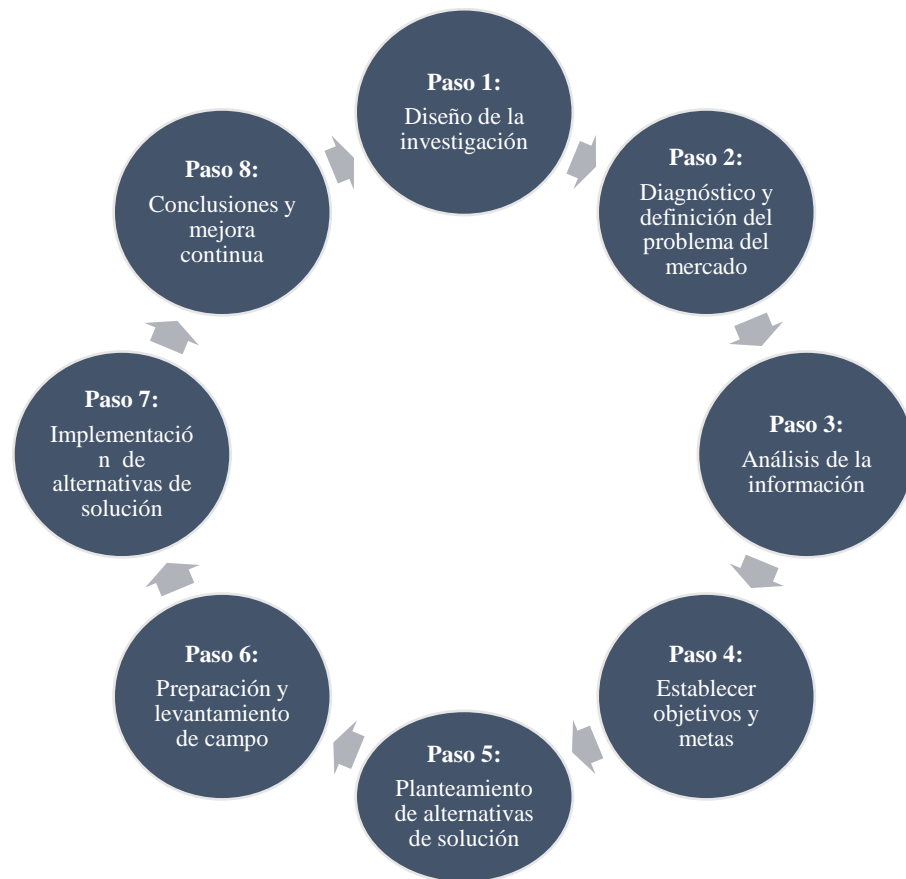 Paso 1:
Diseño de la
investigación
Paso 2:
Diagnóstico y
definición del
problema del
mercado
Paso 3:
Análisis de la
información
Paso 4:
Establecer
objetivos y
metas
Paso 5:
Planteamiento
de alternativas
de solución
Paso 6:
Preparación y
levantamiento
de campo
Paso 7:
Implementació
n de
alternativas de
solución
Paso 8:
Conclusiones y
mejora
continua